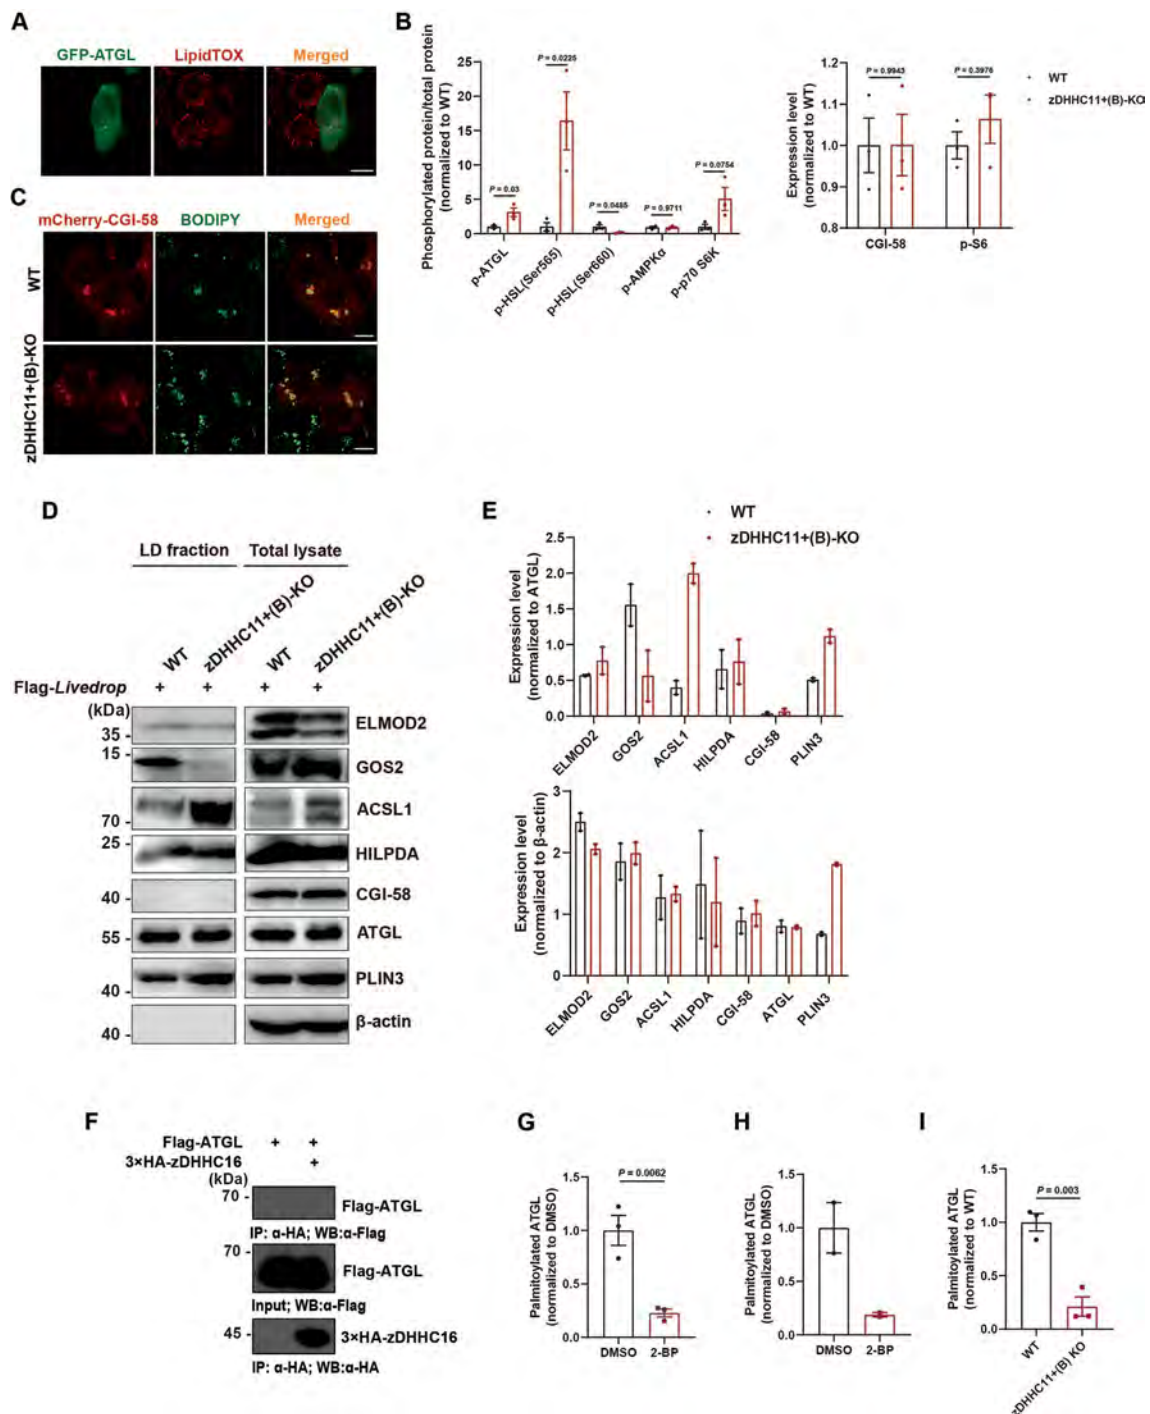 A
GFP-ATGL LipidTOX Merged
B
Phosphorylated protein/total protein
(normalized to WT)
25
20
15
10
5
0
P = 0.03
P = 0.0225
P = 0.0485
P = 0.9711
P = 0.0754
p-ATGL
p-HSL(Ser565)
p-HSL(Ser660)
p-AMPKα
p-p70 S6K
Expression level
(normalized to WT)
1.2
1.1
1.0
0.9
0.8
P = 0.9943
P = 0.3976
CGI-58
p-S6
WT
zDHHC11+(B)-KO
C
mCherry-CGI-58 BODIPY Merged
WT
zDHHC11+(B)-KO
D
LD fraction Total lysate
WT
zDHHC11+(B)-KO
WT
zDHHC11+(B)-KO
Flag-Livedrop + + + +
(kDa)
35 - ELMOD2
15 - GOS2
70 - ACSL1
25 - HILPDA
40 - CGI-58
55 - ATGL
40 - PLIN3
40 - β-actin
E
WT
zDHHC11+(B)-KO
Expression level
(normalized to ATGL)
2.5
2.0
1.5
1.0
0.5
0.0
ELMOD2
GOS2
ACSL1
HILPDA
CGI-58
PLIN3
Expression level
(normalized to β-actin)
3
2
1
0
ELMOD2
GOS2
ACSL1
HILPDA
CGI-58
ATGL
PLIN3
F
Flag-ATGL + +
3×HA-zDHHC16 +
(kDa)
70 - Flag-ATGL
IP: α-HA; WB:α-Flag
70 - Flag-ATGL
Input; WB:α-Flag
45 - 3×HA-zDHHC16
IP: α-HA; WB:α-HA
G
Palmitoylated ATGL
(normalized to DMSO)
1.5
1.0
0.5
0.0
P = 0.0062
DMSO 2-BP
H
Palmitoylated ATGL
(normalized to DMSO)
1.5
1.0
0.5
0.0
DMSO 2-BP
I
Palmitoylated ATGL
(normalized to WT)
1.5
1.0
0.5
0.0
P = 0.003
WT
zDHHC11+(B) KO